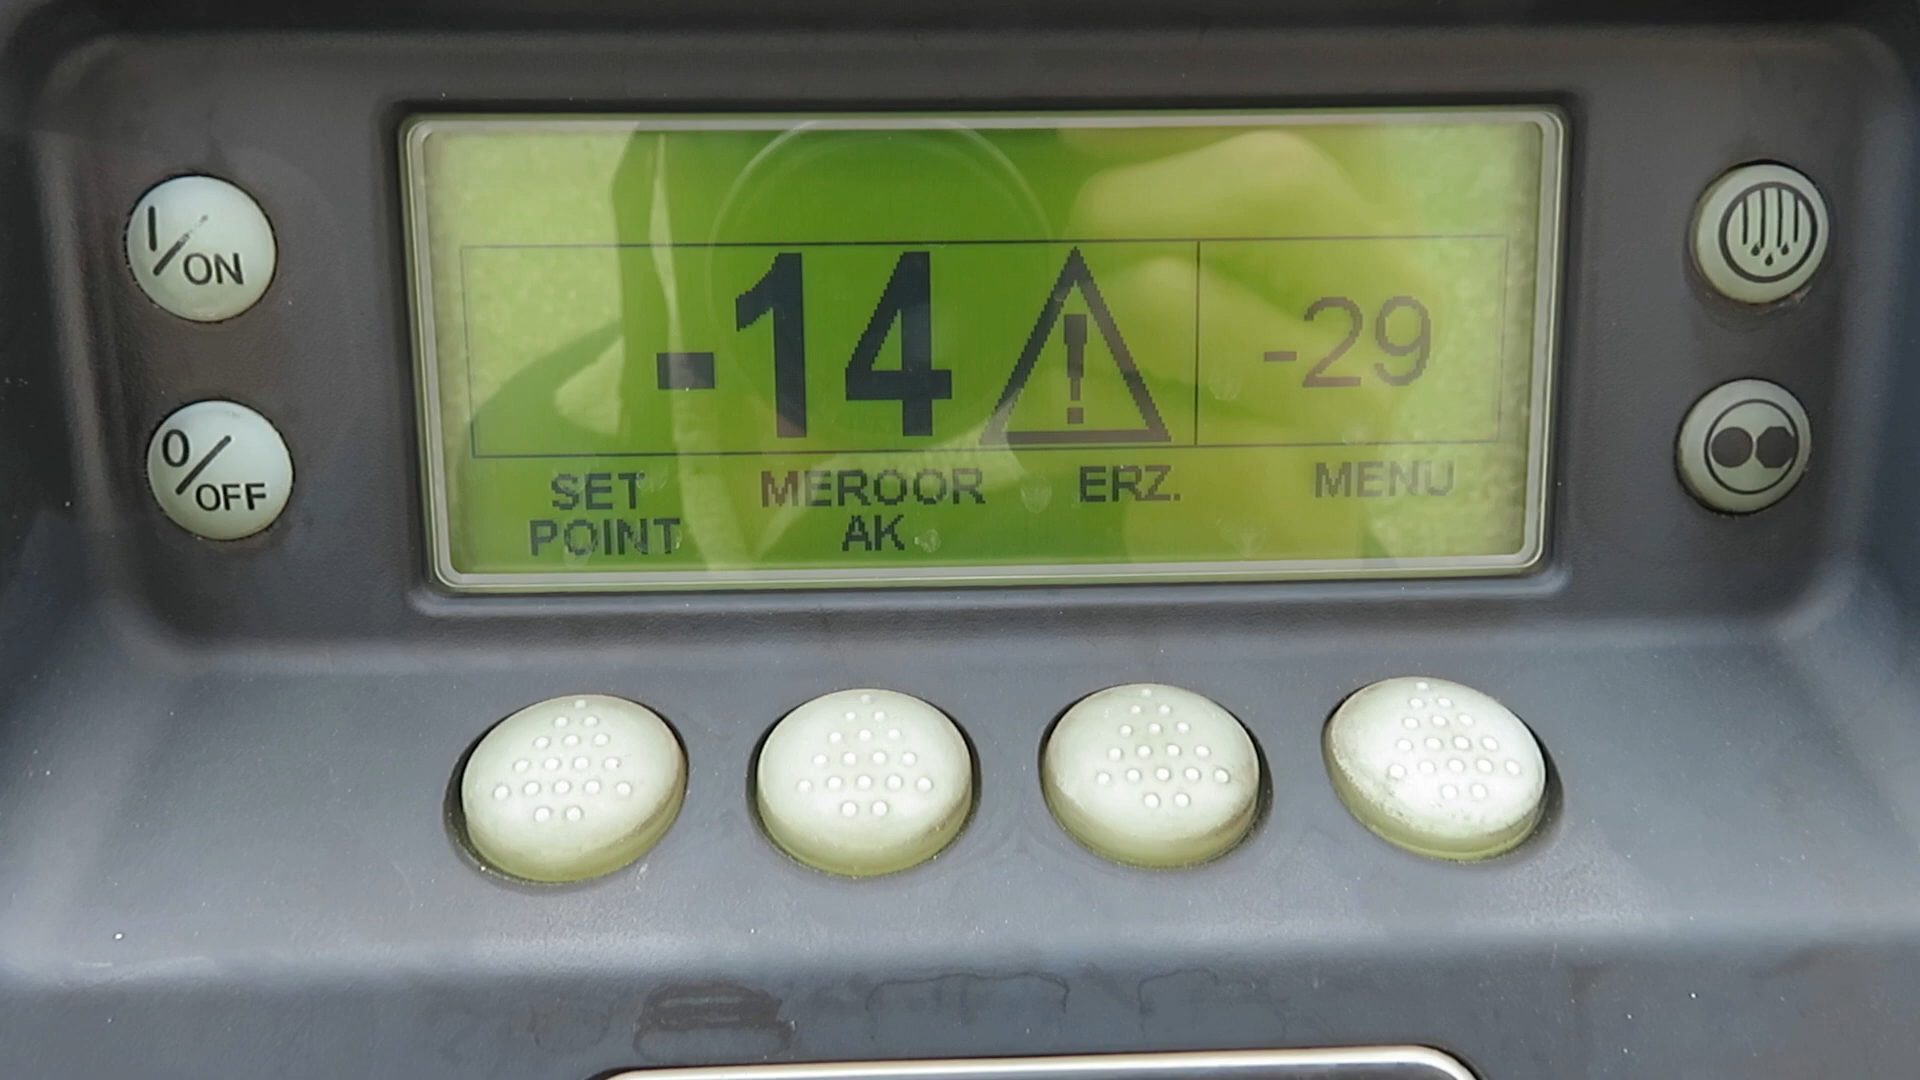 I/ON
-14 -29
0/OFF
SET POINT
MEROOR AK
ERZ.
MENU